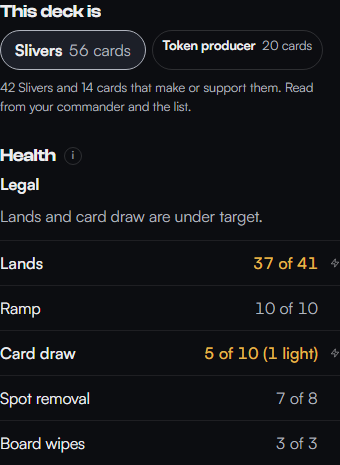 This deck is
Slivers 56 cards
Token producer 20 cards
42 Slivers and 14 cards that make or support them. Read
from your commander and the list.
Health i
Legal
Lands and card draw are under target.
Lands 37 of 41
Ramp 10 of 10
Card draw 5 of 10 (1 light)
Spot removal 7 of 8
Board wipes 3 of 3